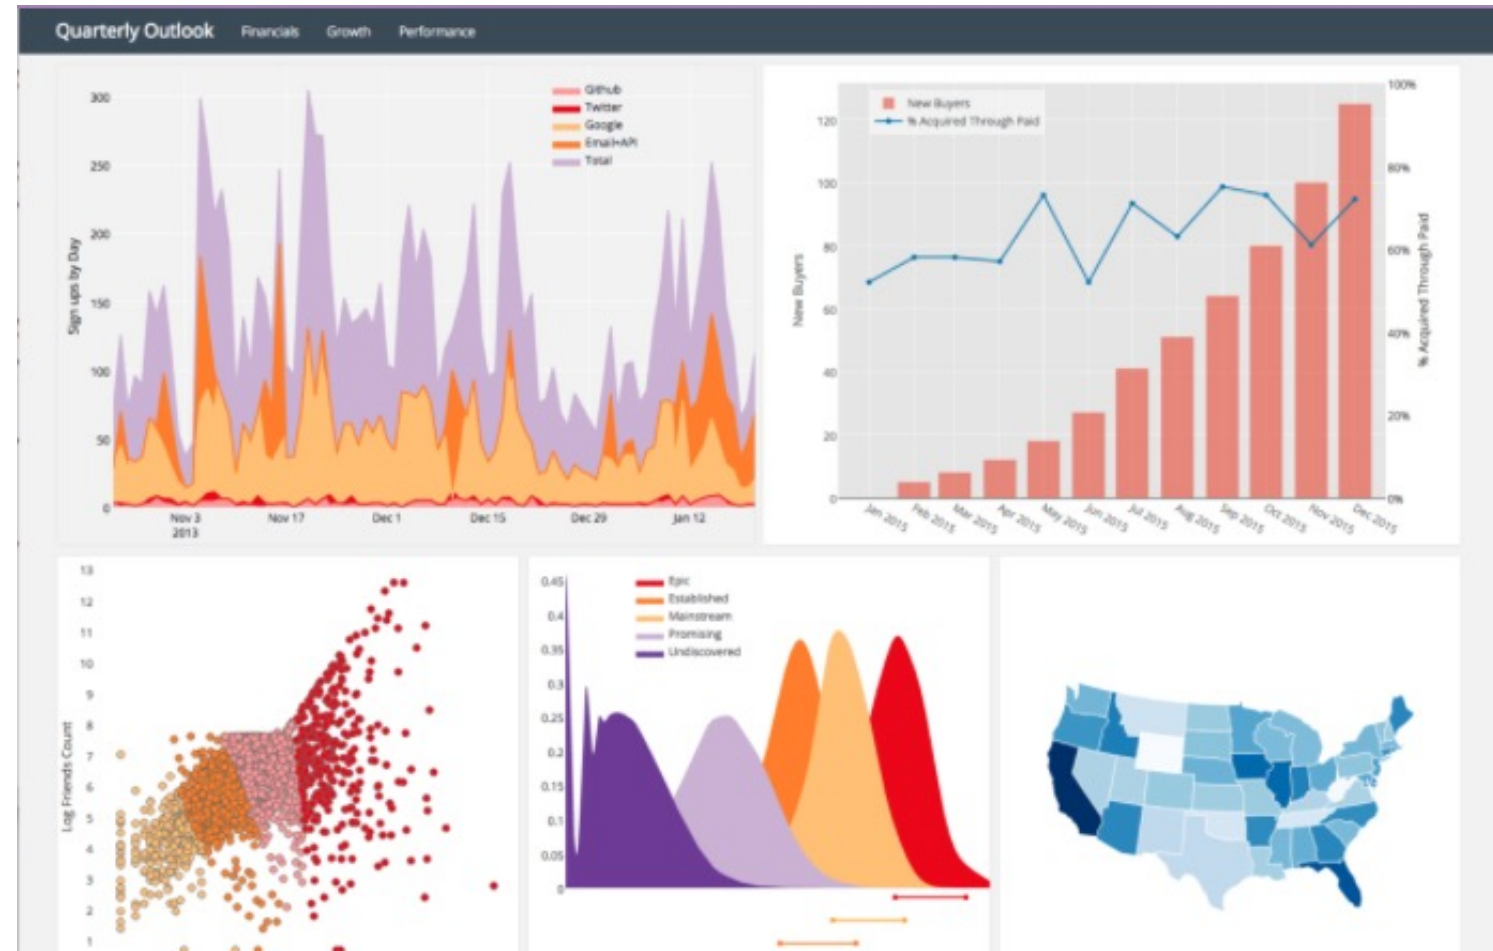 Quarterly Outlook Financials Growth Performance
300
250
200
150
100
50
0
Sign ups by Day
Github
Twitter
Google
Email+API
Total
Nov 3 Nov 17 Dec 1 Dec 15 Dec 29 Jan 12
2013
New Buyers
% Acquired Through Paid
120
100
80
60
40
20
0
New Buyers
100%
80%
60%
40%
20%
0%
% Acquired Through Paid
Jan 2015 Feb 2015 Mar 2015 Apr 2015 May 2015 Jun 2015 Jul 2015 Aug 2015 Sep 2015 Oct 2015 Nov 2015 Dec 2015
13
12
11
10
9
8
7
6
5
4
3
2
1
Log Friends Count
0.45
0.4
0.35
0.3
0.25
0.2
0.15
0.1
0.05
0
Epic
Established
Mainstream
Promising
Undiscovered